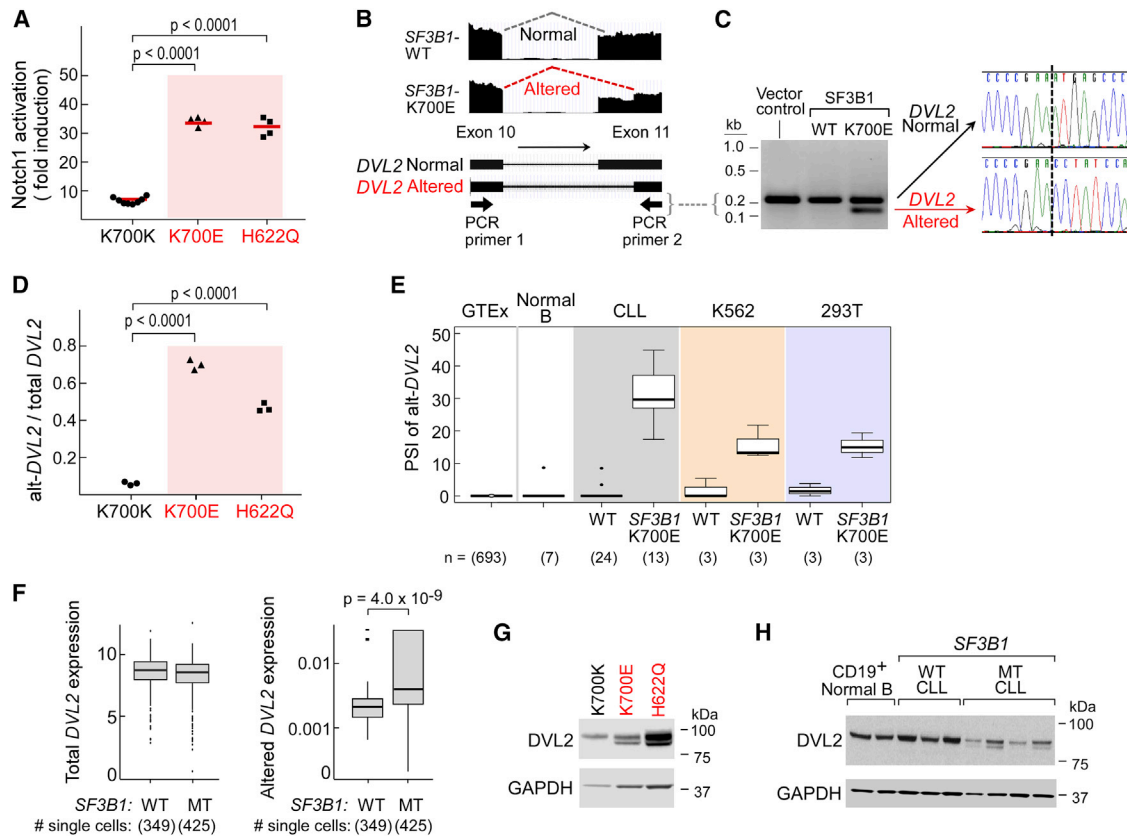 A
p < 0.0001
p < 0.0001
Notch1 activation
( fold induction)
50
40
30
20
10
K700K K700E H622Q
B
SF3B1-
WT
Normal
SF3B1-
K700E
Altered
Exon 10 Exon 11
DVL2 Normal
DVL2 Altered
PCR
primer 1
PCR
primer 2
C
Vector
control
SF3B1
WT K700E
kb
1.0
0.5
0.2
0.1
DVL2
Normal
DVL2
Altered
C C C C G A A A T G A G C C C
C C C C G A A C C T A T C C A
D
p < 0.0001
p < 0.0001
alt-DVL2 / total DVL2
0.8
0.6
0.4
0.2
K700K K700E H622Q
E
GTEx Normal B CLL K562 293T
PSI of alt-DVL2
50
40
30
20
10
0
WT SF3B1 K700E WT SF3B1 K700E WT SF3B1 K700E
n = (693) (7) (24) (13) (3) (3) (3) (3)
F
Total DVL2 expression
10
5
0
SF3B1: WT MT
# single cells: (349) (425)
p = 4.0 x 10-9
Altered DVL2 expression
0.01
0.001
0
SF3B1: WT MT
# single cells: (349) (425)
G
K700K K700E H622Q
kDa
DVL2
100
75
GAPDH
37
H
SF3B1
CD19+
Normal B
WT
CLL
MT
CLL
kDa
DVL2
100
75
GAPDH
37